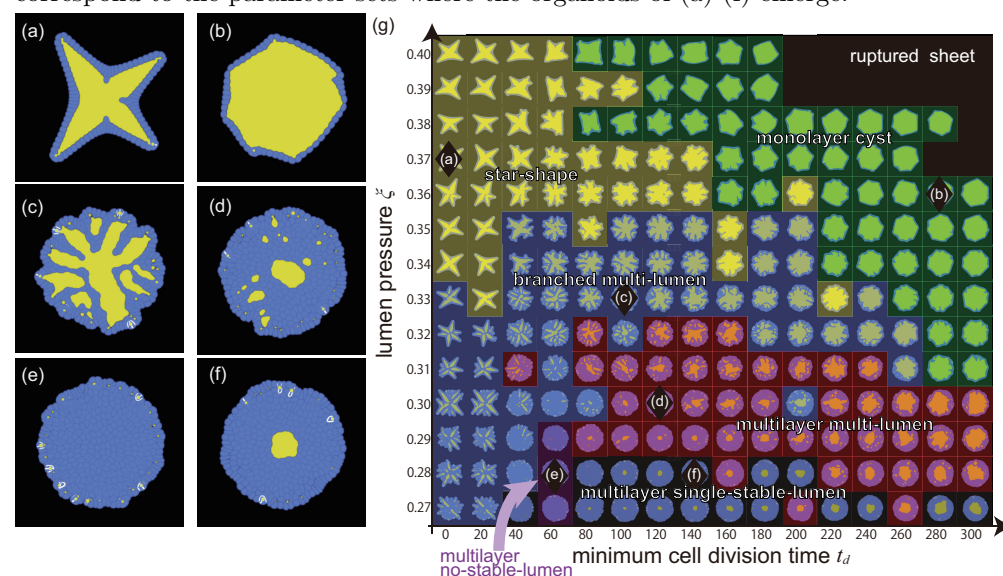 correspond to the parameter sets where the organoids of (a)-(f) emerge.
(a)
(b)
(c)
(d)
(e)
(f)
(g)
lumen pressure ξ
0.40
0.39
0.38
0.37
0.36
0.35
0.34
0.33
0.32
0.31
0.30
0.29
0.28
0.27
ruptured sheet
monolayer cyst
(a)
star-shape
(b)
branched multi-lumen
(c)
(d)
multilayer multi-lumen
(e)
(f)
multilayer single-stable-lumen
0 20 40 60 80 100 120 140 160 180 200 220 240 260 280 300
multilayer
no-stable-lumen
minimum cell division time t_d